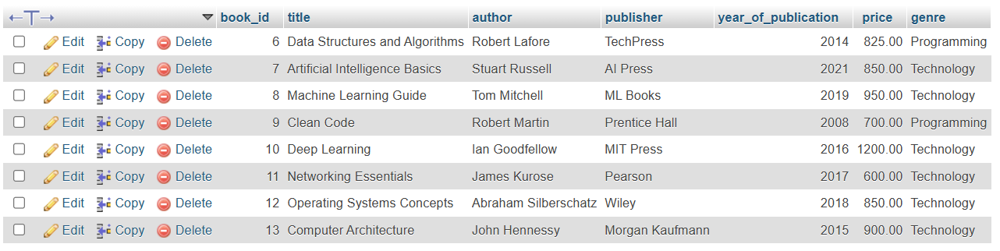 book_id title author publisher year_of_publication price genre
Edit Copy Delete 6 Data Structures and Algorithms Robert Lafore TechPress 2014 825.00 Programming
Edit Copy Delete 7 Artificial Intelligence Basics Stuart Russell AI Press 2021 850.00 Technology
Edit Copy Delete 8 Machine Learning Guide Tom Mitchell ML Books 2019 950.00 Technology
Edit Copy Delete 9 Clean Code Robert Martin Prentice Hall 2008 700.00 Programming
Edit Copy Delete 10 Deep Learning Ian Goodfellow MIT Press 2016 1200.00 Technology
Edit Copy Delete 11 Networking Essentials James Kurose Pearson 2017 600.00 Technology
Edit Copy Delete 12 Operating Systems Concepts Abraham Silberschatz Wiley 2018 850.00 Technology
Edit Copy Delete 13 Computer Architecture John Hennessy Morgan Kaufmann 2015 900.00 Technology